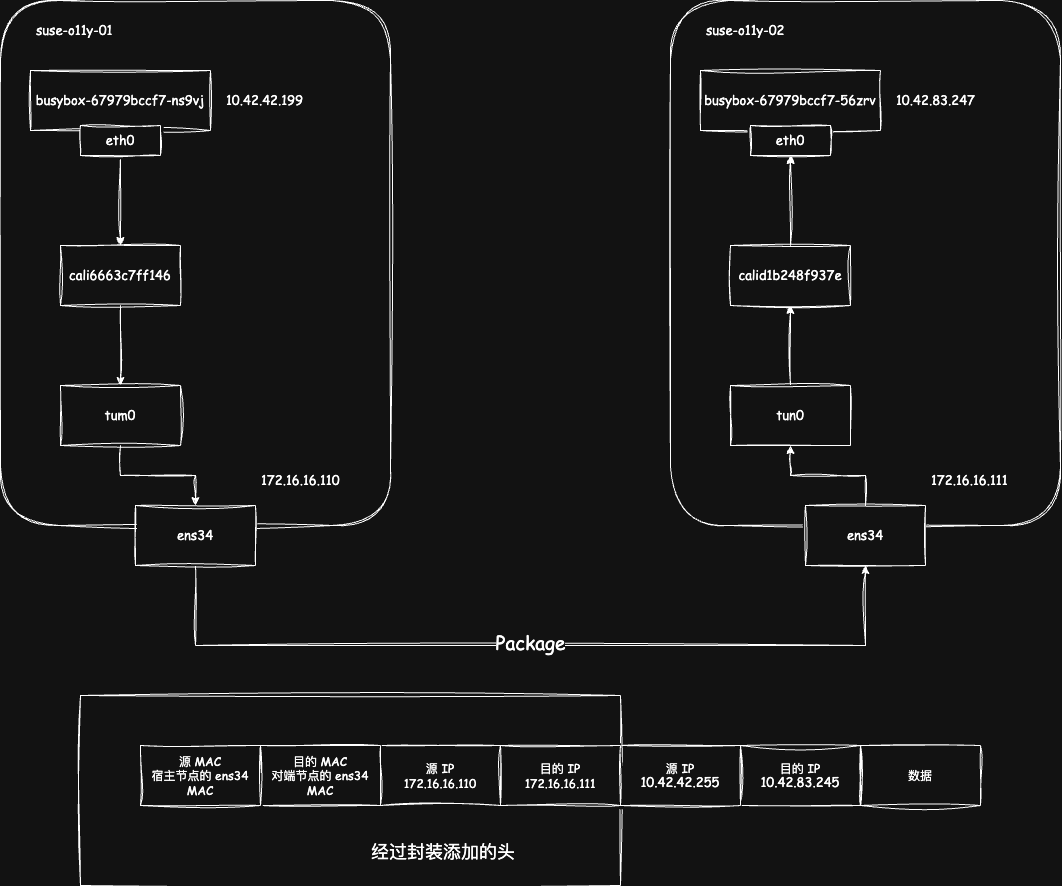 suse-o11y-01
suse-o11y-02
busybox-67979bccf7-ns9vj
10.42.42.199
busybox-67979bccf7-56zrv
10.42.83.247
eth0
eth0
cali6663c7ff146
calid1b248f937e
tum0
tun0
172.16.16.110
172.16.16.111
ens34
ens34
Package
源 MAC
宿主节点的 ens34
MAC
目的 MAC
对端节点的 ens34
MAC
源 IP
172.16.16.110
目的 IP
172.16.16.111
源 IP
10.42.42.255
目的 IP
10.42.83.245
数据
经过封装添加的头